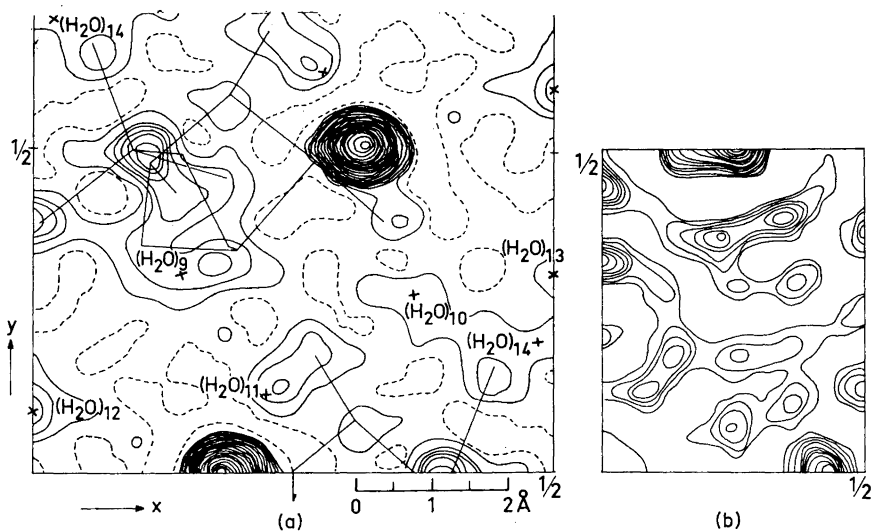 (H₂O)₁₄
1/2
1/2
(H₂O)₉
(H₂O)₁₃
(H₂O)₁₀
(H₂O)₁₄
(H₂O)₁₁
(H₂O)₁₂
y
x
(a)
0 1 2 Å
1/2
1/2
(b)